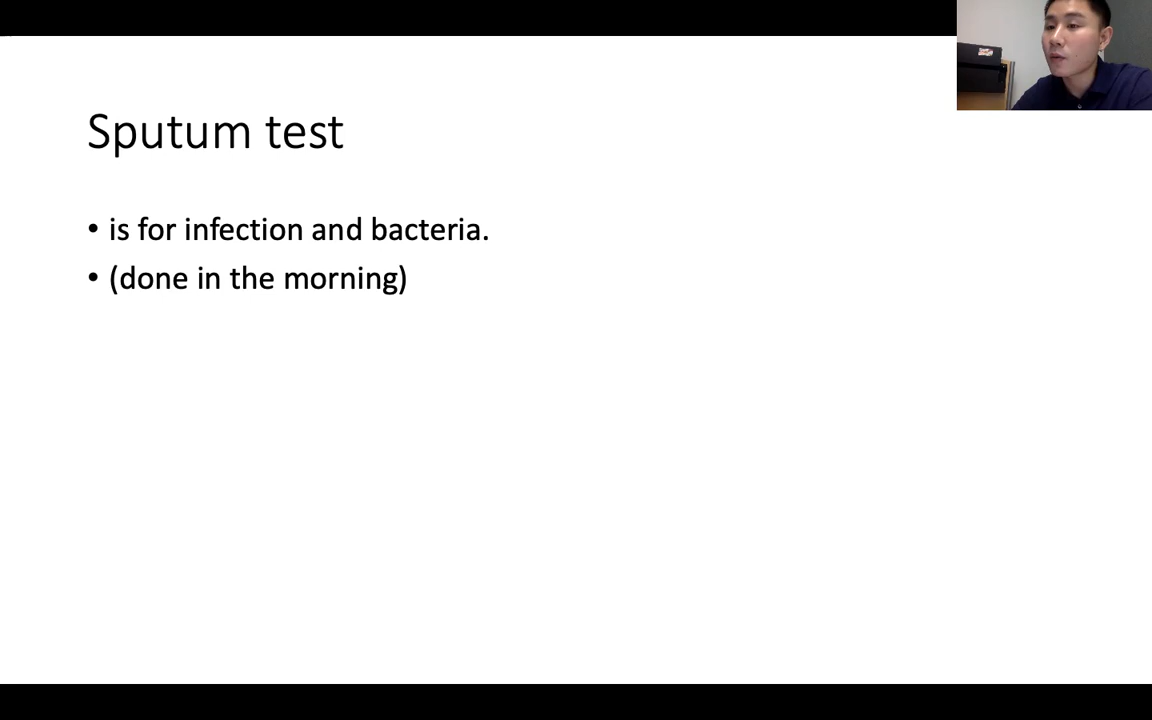 Sputum test
• is for infection and bacteria.
• (done in the morning)